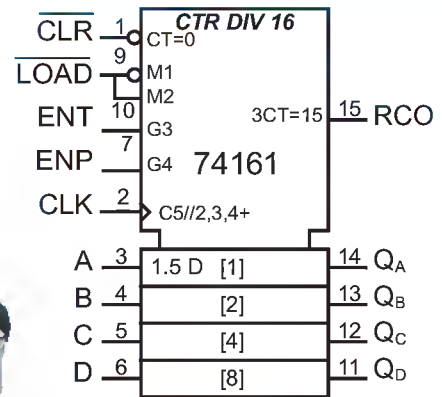 CTR DIV 16
CLR 1 CT=0
9
LOAD M1
M2
10
ENT G3 3CT=15 15 RCO
7
ENP G4 74161
CLK 2 C5//2,3,4+
A 3 1.5 D [1] 14 QA
B 4 [2] 13 QB
C 5 [4] 12 QC
D 6 [8] 11 QD